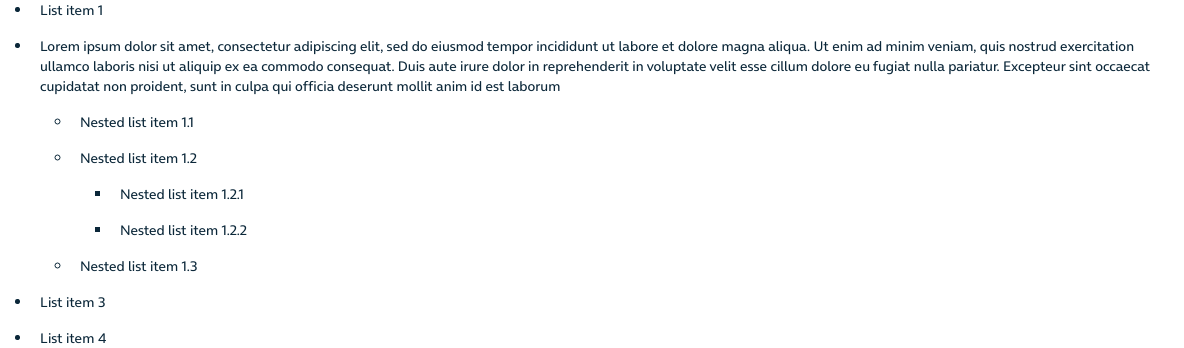 List item 1
Lorem ipsum dolor sit amet, consectetur adipiscing elit, sed do eiusmod tempor incididunt ut labore et dolore magna aliqua. Ut enim ad minim veniam, quis nostrud exercitation
ullamco laboris nisi ut aliquip ex ea commodo consequat. Duis aute irure dolor in reprehenderit in voluptate velit esse cillum dolore eu fugiat nulla pariatur. Excepteur sint occaecat
cupidatat non proident, sunt in culpa qui officia deserunt mollit anim id est laborum
Nested list item 1.1
Nested list item 1.2
Nested list item 1.2.1
Nested list item 1.2.2
Nested list item 1.3
List item 3
List item 4